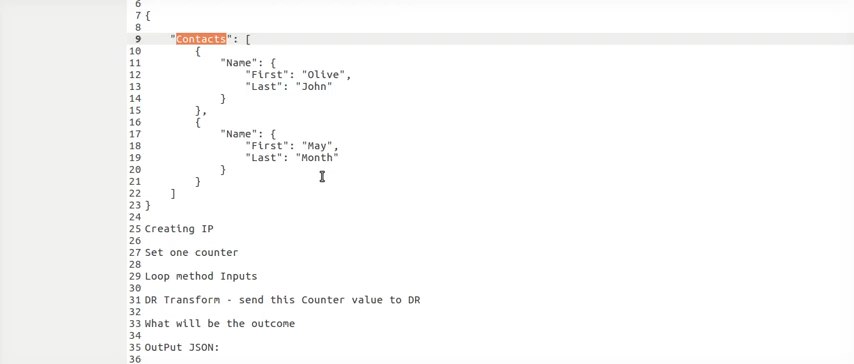 6
7 {
8
9 "Contacts": [
10 {
11 "Name": {
12 "First": "Olive",
13 "Last": "John"
14 }
15 },
16 {
17 "Name": {
18 "First": "May",
19 "Last": "Month"
20 }
21 }
22 ]
23 }
24
25 Creating IP
26
27 Set one counter
28
29 Loop method Inputs
30
31 DR Transform - send this Counter value to DR
32
33 What will be the outcome
34
35 OutPut JSON:
36